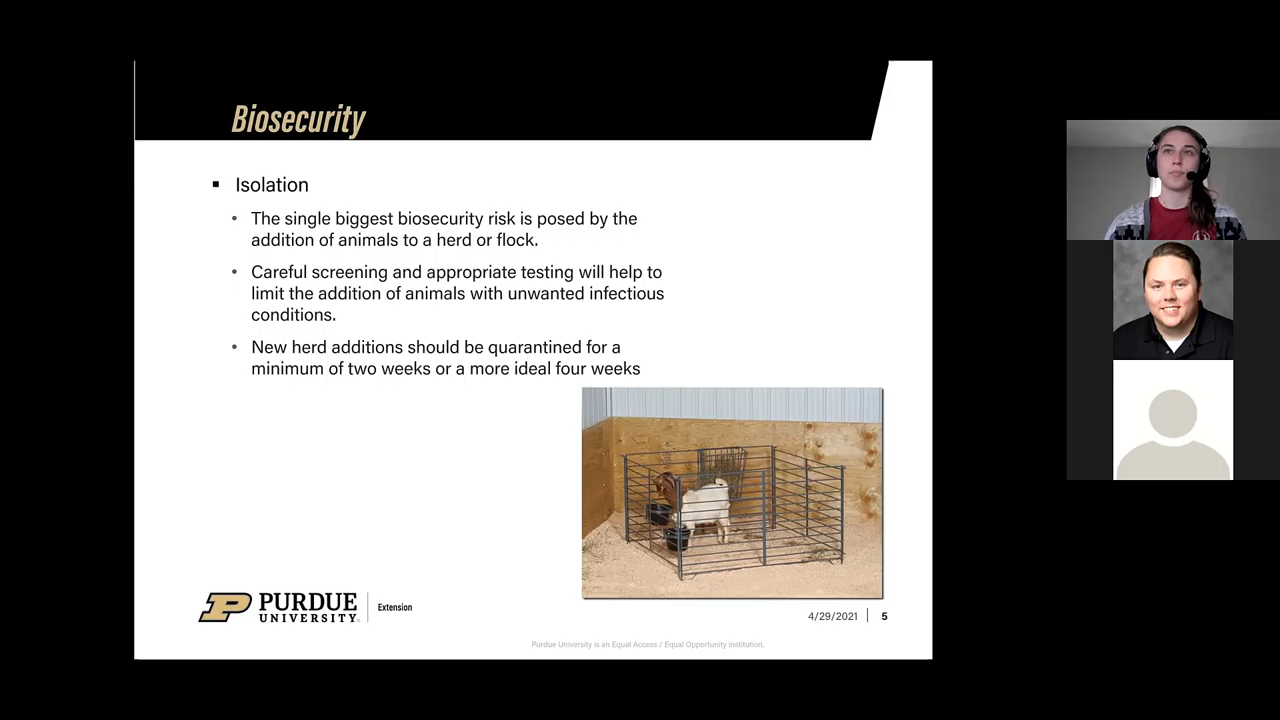 Biosecurity
▪ Isolation
• The single biggest biosecurity risk is posed by the
addition of animals to a herd or flock.
• Careful screening and appropriate testing will help to
limit the addition of animals with unwanted infectious
conditions.
• New herd additions should be quarantined for a
minimum of two weeks or a more ideal four weeks
PURDUE
UNIVERSITY®
Extension
4/29/2021 | 5
Purdue University is an Equal Access / Equal Opportunity institution.